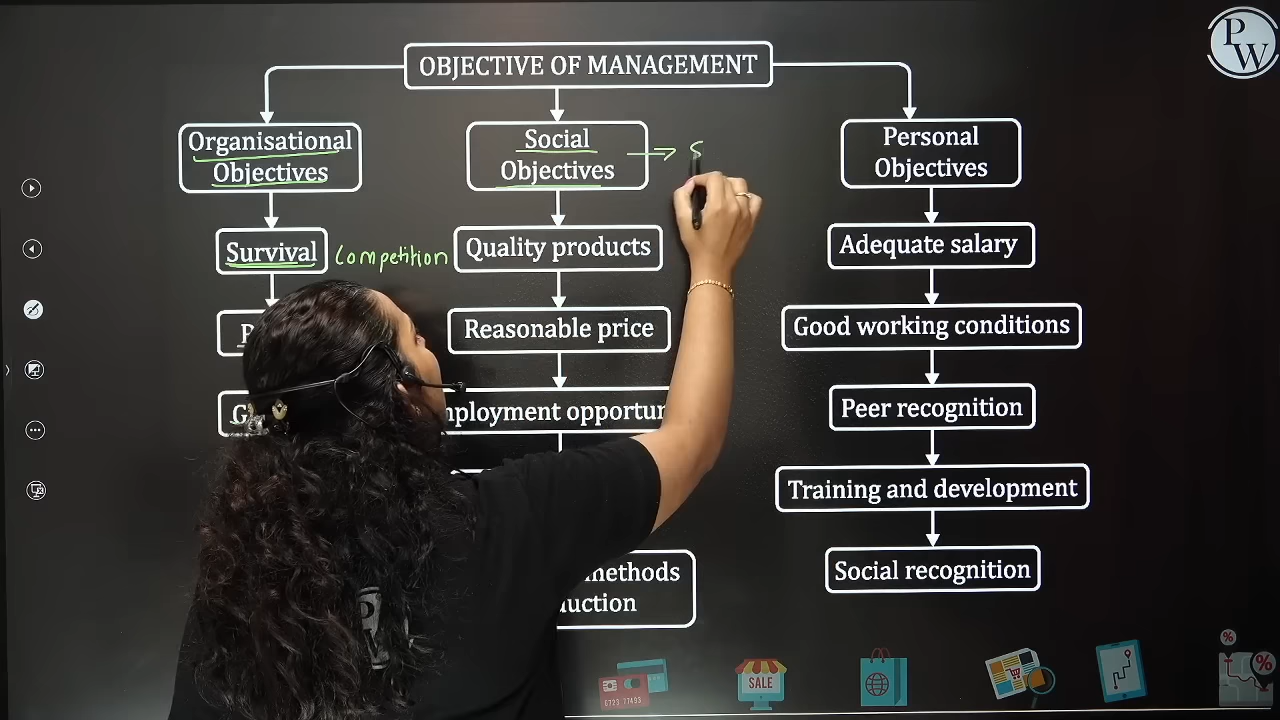 PW
OBJECTIVE OF MANAGEMENT
Organisational
Objectives
Social
Objectives
S
Personal
Objectives
Survival
Competition
Quality products
Adequate salary
Reasonable price
Good working conditions
Peer recognition
Training and development
methods
Social recognition
SALE
%
%